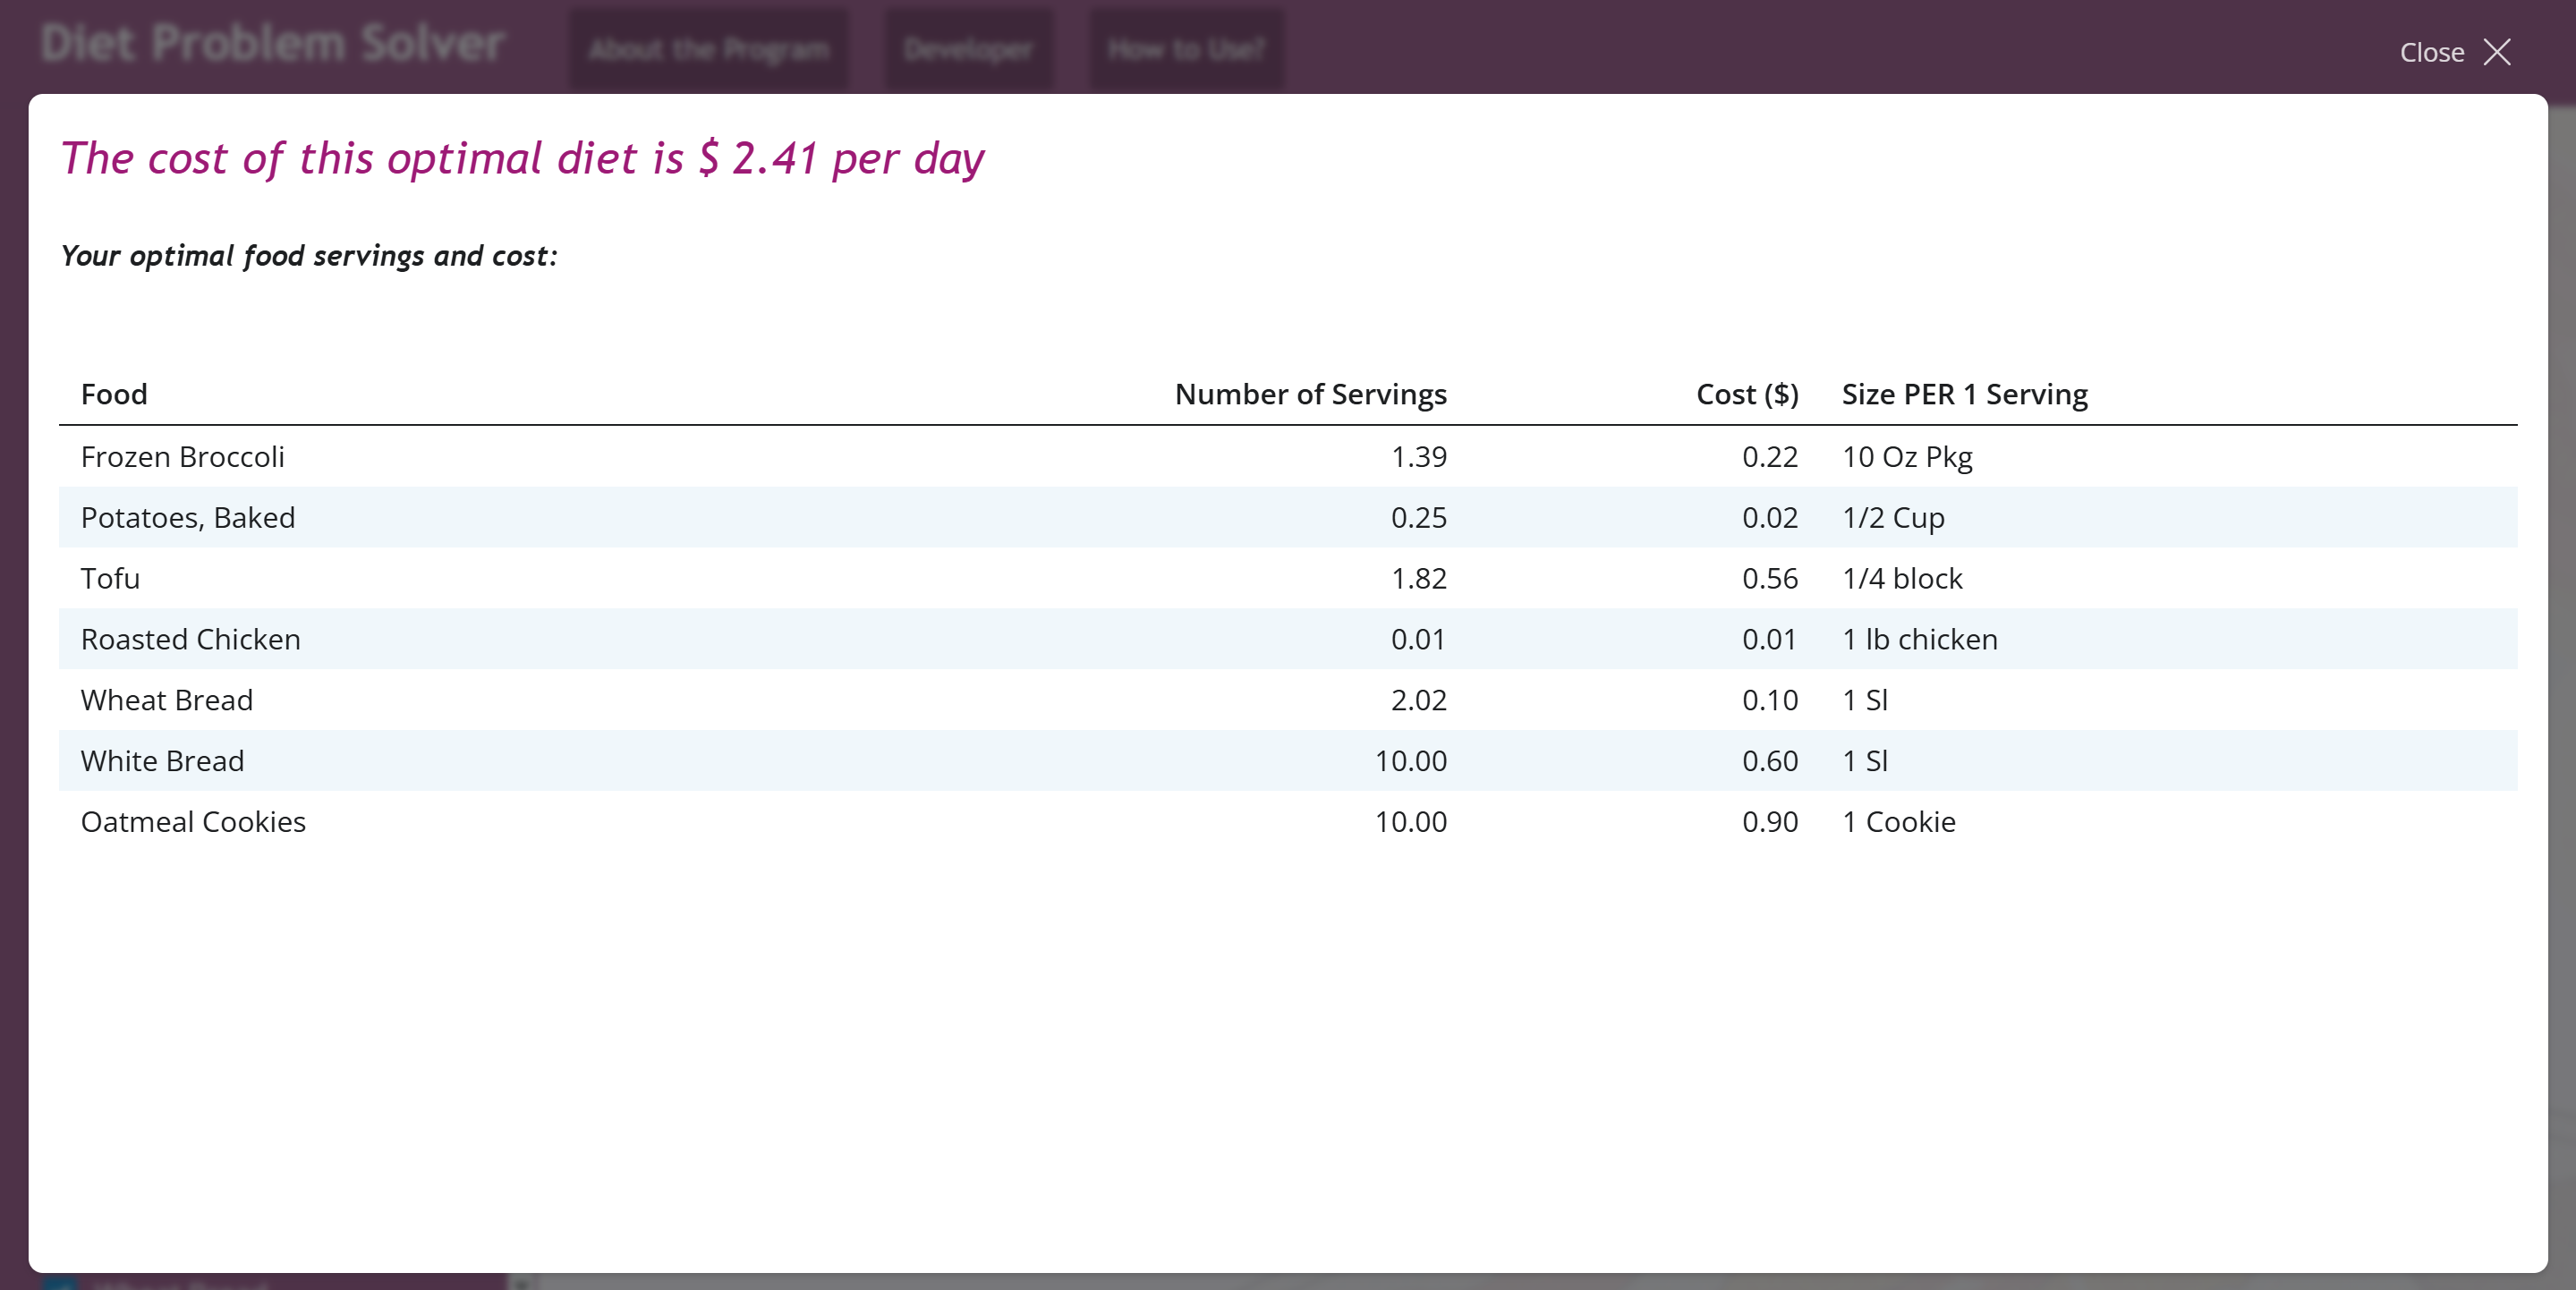 Diet Problem Solver About the Program Developer How to Use? Close
The cost of this optimal diet is $ 2.41 per day
Your optimal food servings and cost:
Food Number of Servings Cost ($) Size PER 1 Serving
Frozen Broccoli 1.39 0.22 10 Oz Pkg
Potatoes, Baked 0.25 0.02 1/2 Cup
Tofu 1.82 0.56 1/4 block
Roasted Chicken 0.01 0.01 1 lb chicken
Wheat Bread 2.02 0.10 1 Sl
White Bread 10.00 0.60 1 Sl
Oatmeal Cookies 10.00 0.90 1 Cookie